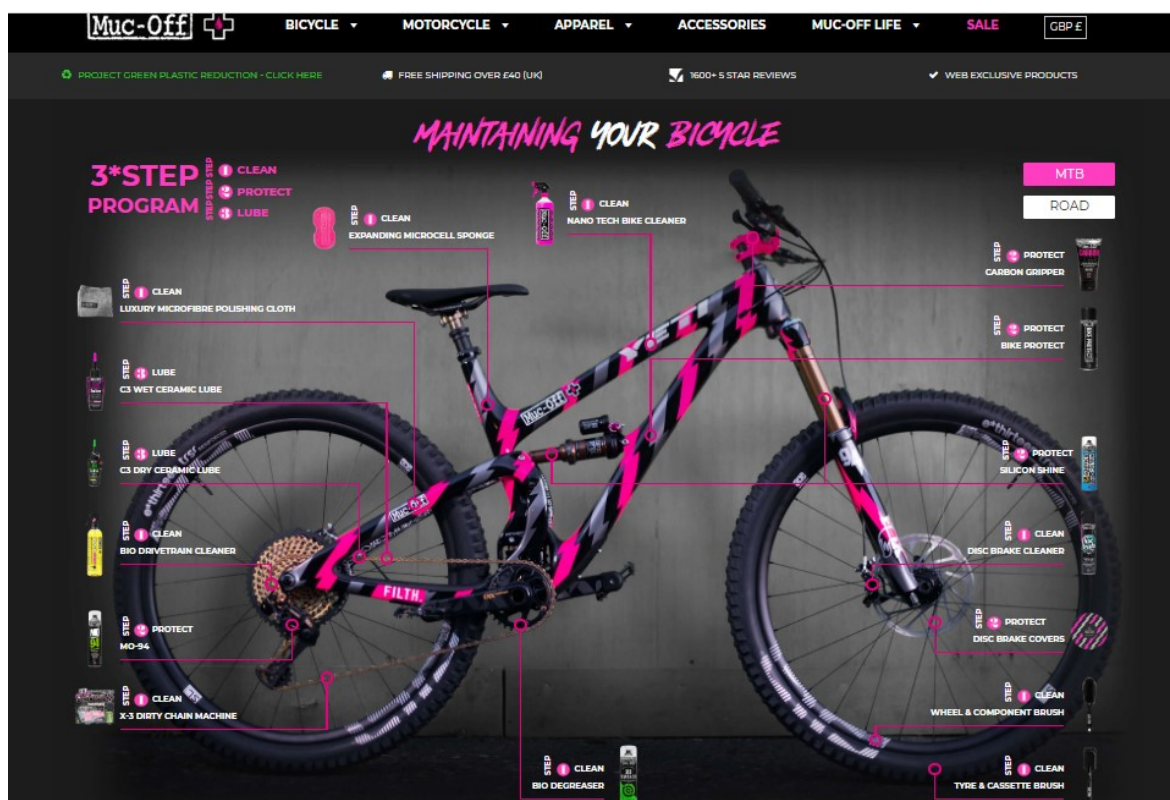 Muc-Off
BICYCLE
MOTORCYCLE
APPAREL
ACCESSORIES
MUC-OFF LIFE
SALE
GBP £
PROJECT GREEN PLASTIC REDUCTION - CLICK HERE
FREE SHIPPING OVER £40 (UK)
1600+ 5 STAR REVIEWS
WEB EXCLUSIVE PRODUCTS
MAINTAINING YOUR BICYCLE
3*STEP
PROGRAM
STEP 1 CLEAN
STEP 2 PROTECT
STEP 3 LUBE
MTB
ROAD
STEP 1 CLEAN
EXPANDING MICROCELL SPONGE
STEP 1 CLEAN
NANO TECH BIKE CLEANER
STEP 2 PROTECT
CARBON GRIPPER
STEP 1 CLEAN
LUXURY MICROFIBRE POLISHING CLOTH
STEP 2 PROTECT
BIKE PROTECT
STEP 3 LUBE
C3 WET CERAMIC LUBE
YETI
Muc-Off
STEP 3 LUBE
C3 DRY CERAMIC LUBE
e*thirteen
e*thirteen
STEP 2 PROTECT
SILICON SHINE
Muc-Off
STEP 1 CLEAN
BIO DRIVETRAIN CLEANER
STEP 1 CLEAN
DISC BRAKE CLEANER
FILTH.
STEP 2 PROTECT
MO-94
STEP 2 PROTECT
DISC BRAKE COVERS
STEP 1 CLEAN
X-3 DIRTY CHAIN MACHINE
STEP 1 CLEAN
WHEEL & COMPONENT BRUSH
STEP 1 CLEAN
BIO DEGREASER
STEP 1 CLEAN
TYRE & CASSETTE BRUSH